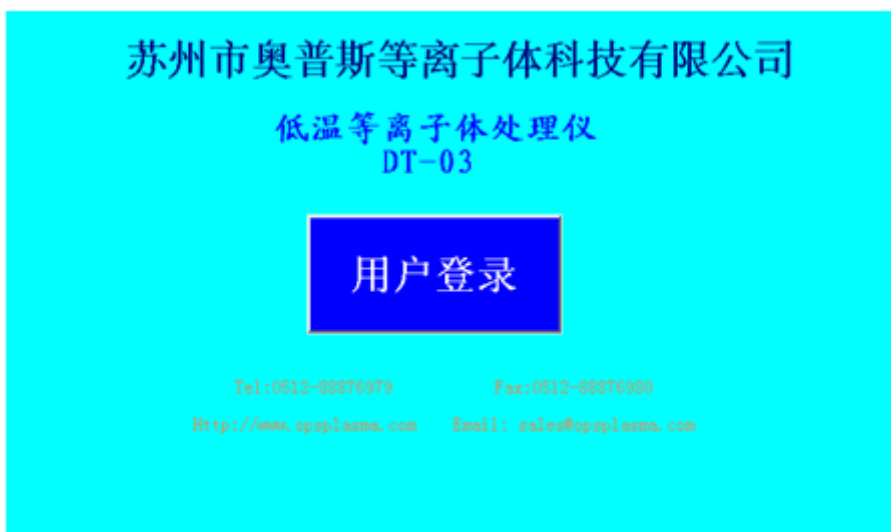 苏州市奥普斯等离子体科技有限公司
低温等离子体处理仪
DT-03
用户登录
Tel:0512-88876979 Fax:0512-88876980
Http://www.opsplasma.com Email: sales@opsplasma.com